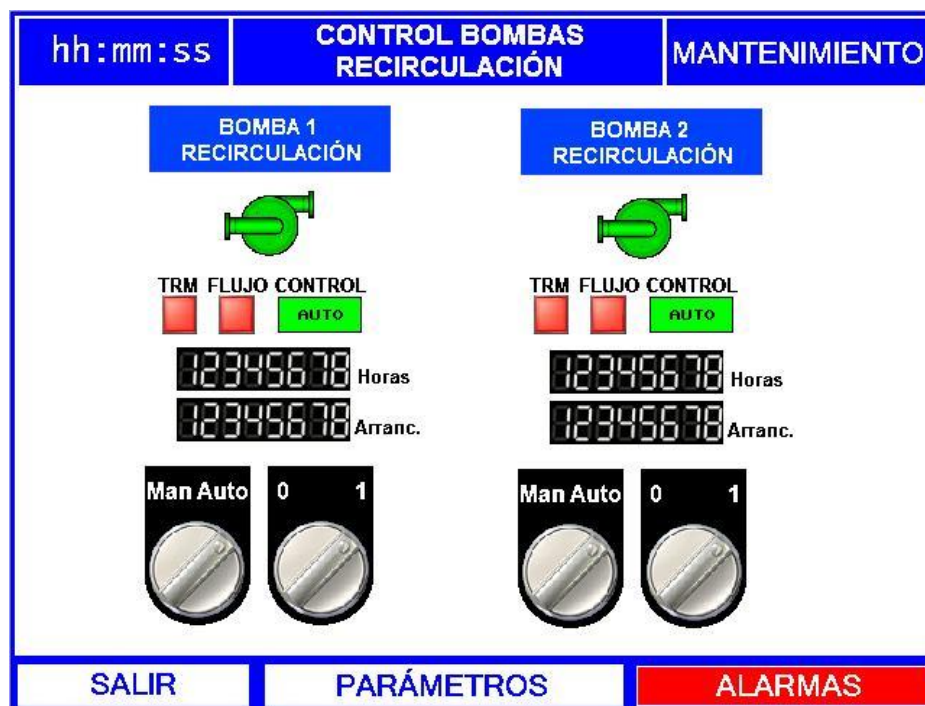 hh:mm:ss
CONTROL BOMBAS
RECIRCULACIÓN
MANTENIMIENTO
BOMBA 1
RECIRCULACIÓN
BOMBA 2
RECIRCULACIÓN
TRM FLUJO CONTROL
AUTO
TRM FLUJO CONTROL
AUTO
12345678 Horas
12345678 Arranc.
12345678 Horas
12345678 Arranc.
Man Auto 0 1
Man Auto 0 1
SALIR
PARÁMETROS
ALARMAS